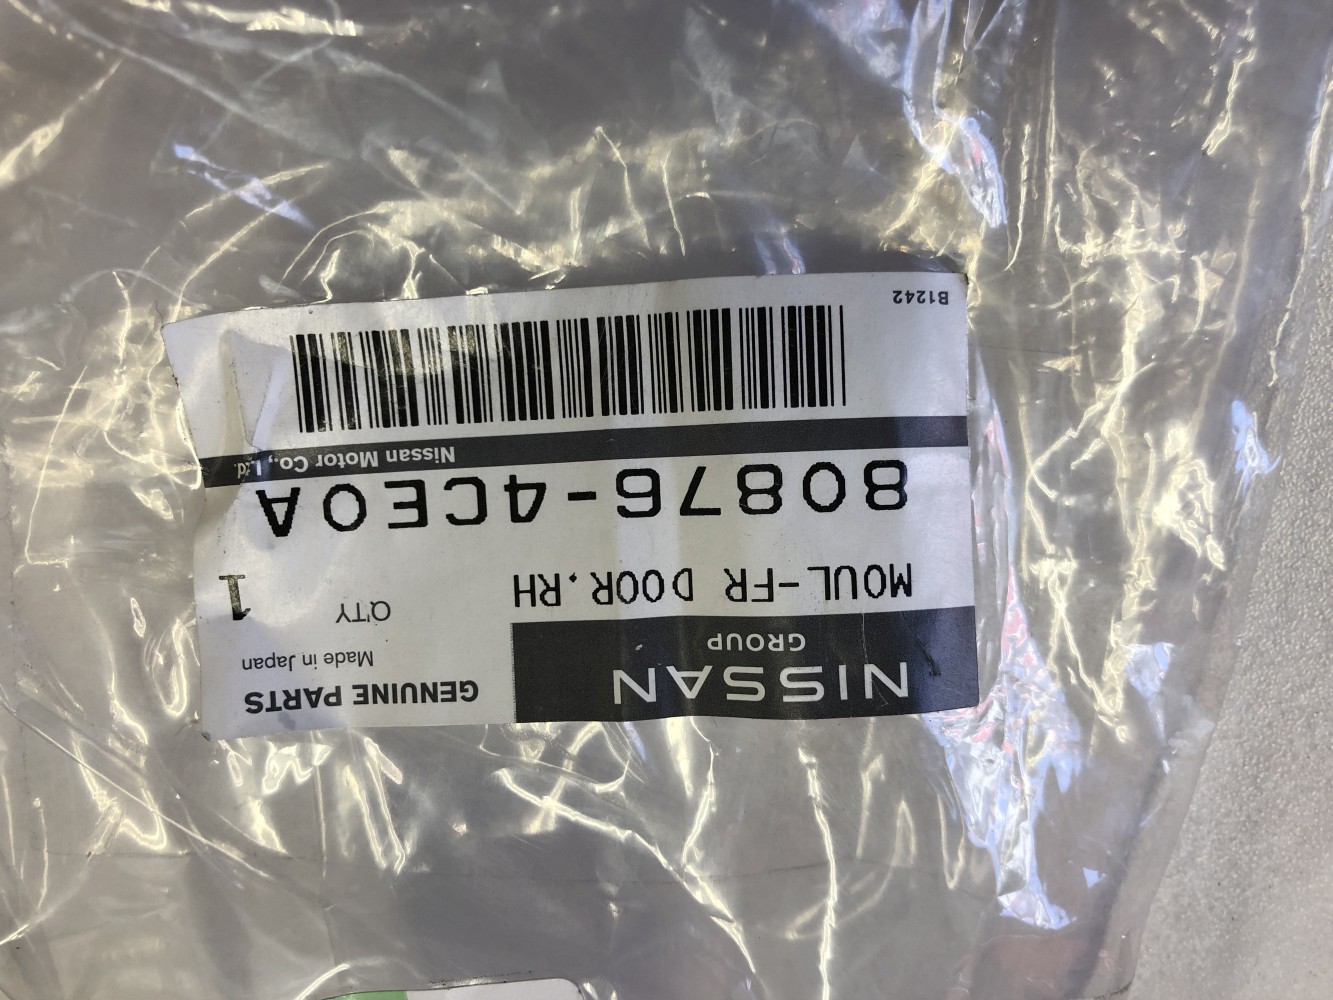 NISSAN
GROUP
GENUINE PARTS
Made in Japan
MOUL-FR DOOR,RH
Q'TY 1
80876-4CE0A
Nissan Motor Co., Ltd.
B1242